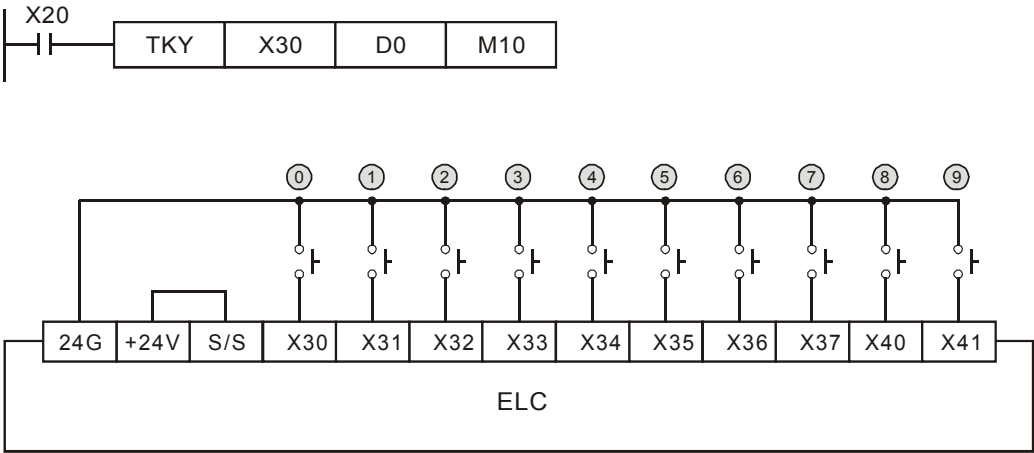 X20
TKY X30 D0 M10
0 1 2 3 4 5 6 7 8 9
24G +24V S/S X30 X31 X32 X33 X34 X35 X36 X37 X40 X41
ELC